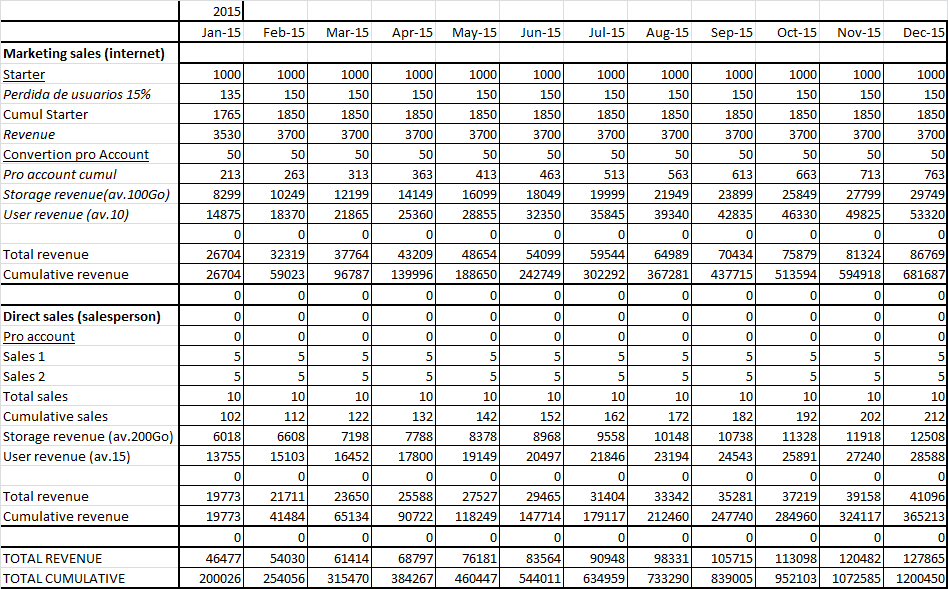 2015
Jan-15 Feb-15 Mar-15 Apr-15 May-15 Jun-15 Jul-15 Aug-15 Sep-15 Oct-15 Nov-15 Dec-15
Marketing sales (internet)
Starter 1000 1000 1000 1000 1000 1000 1000 1000 1000 1000 1000 1000
Perdida de usuarios 15% 135 150 150 150 150 150 150 150 150 150 150 150
Cumul Starter 1765 1850 1850 1850 1850 1850 1850 1850 1850 1850 1850 1850
Revenue 3530 3700 3700 3700 3700 3700 3700 3700 3700 3700 3700 3700
Convertion pro Account 50 50 50 50 50 50 50 50 50 50 50 50
Pro account cumul 213 263 313 363 413 463 513 563 613 663 713 763
Storage revenue(av.100Go) 8299 10249 12199 14149 16099 18049 19999 21949 23899 25849 27799 29749
User revenue (av.10) 14875 18370 21865 25360 28855 32350 35845 39340 42835 46330 49825 53320
0 0 0 0 0 0 0 0 0 0 0 0
Total revenue 26704 32319 37764 43209 48654 54099 59544 64989 70434 75879 81324 86769
Cumulative revenue 26704 59023 96787 139996 188650 242749 302292 367281 437715 513594 594918 681687
0 0 0 0 0 0 0 0 0 0 0 0
Direct sales (salesperson) 0 0 0 0 0 0 0 0 0 0 0 0
Pro account 0 0 0 0 0 0 0 0 0 0 0 0
Sales 1 5 5 5 5 5 5 5 5 5 5 5 5
Sales 2 5 5 5 5 5 5 5 5 5 5 5 5
Total sales 10 10 10 10 10 10 10 10 10 10 10 10
Cumulative sales 102 112 122 132 142 152 162 172 182 192 202 212
Storage revenue (av.200Go) 6018 6608 7198 7788 8378 8968 9558 10148 10738 11328 11918 12508
User revenue (av.15) 13755 15103 16452 17800 19149 20497 21846 23194 24543 25891 27240 28588
0 0 0 0 0 0 0 0 0 0 0 0
Total revenue 19773 21711 23650 25588 27527 29465 31404 33342 35281 37219 39158 41096
Cumulative revenue 19773 41484 65134 90722 118249 147714 179117 212460 247740 284960 324117 365213
0 0 0 0 0 0 0 0 0 0 0 0
TOTAL REVENUE 46477 54030 61414 68797 76181 83564 90948 98331 105715 113098 120482 127865
TOTAL CUMULATIVE 200026 254056 315470 384267 460447 544011 634959 733290 839005 952103 1072585 1200450